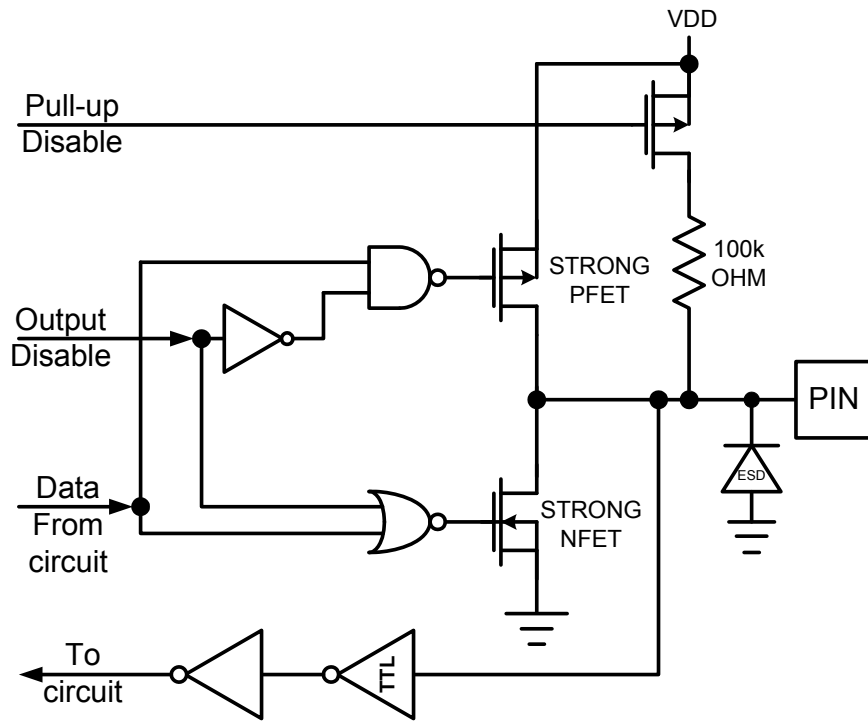 VDD
Pull-up
Disable
100k
OHM
STRONG
PFET
Output
Disable
PIN
ESD
Data
From
circuit
STRONG
NFET
To
circuit
TTL